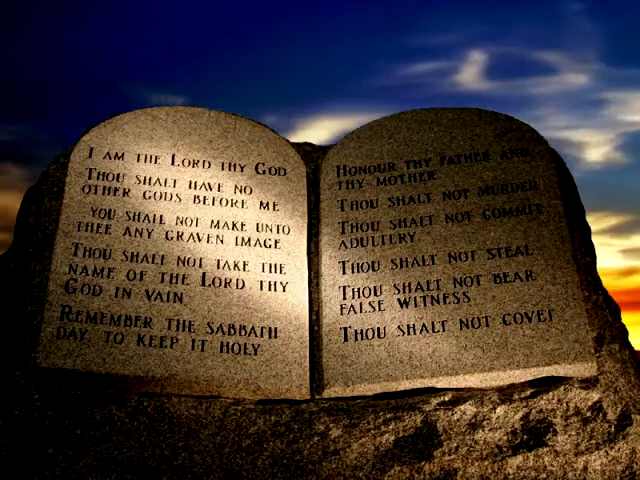 I am the Lord thy God
Thou shalt have no
other gods before me
you shall not make unto
thee any graven image
Thou shalt not take the
name of the Lord thy
God in vain
Remember the Sabbath
day, to keep it holy
Honour thy father and
thy mother
Thou shalt not murder
Thou shalt not commit
adultery
Thou shalt not steal
Thou shalt not bear
false witness
Thou shalt not covet